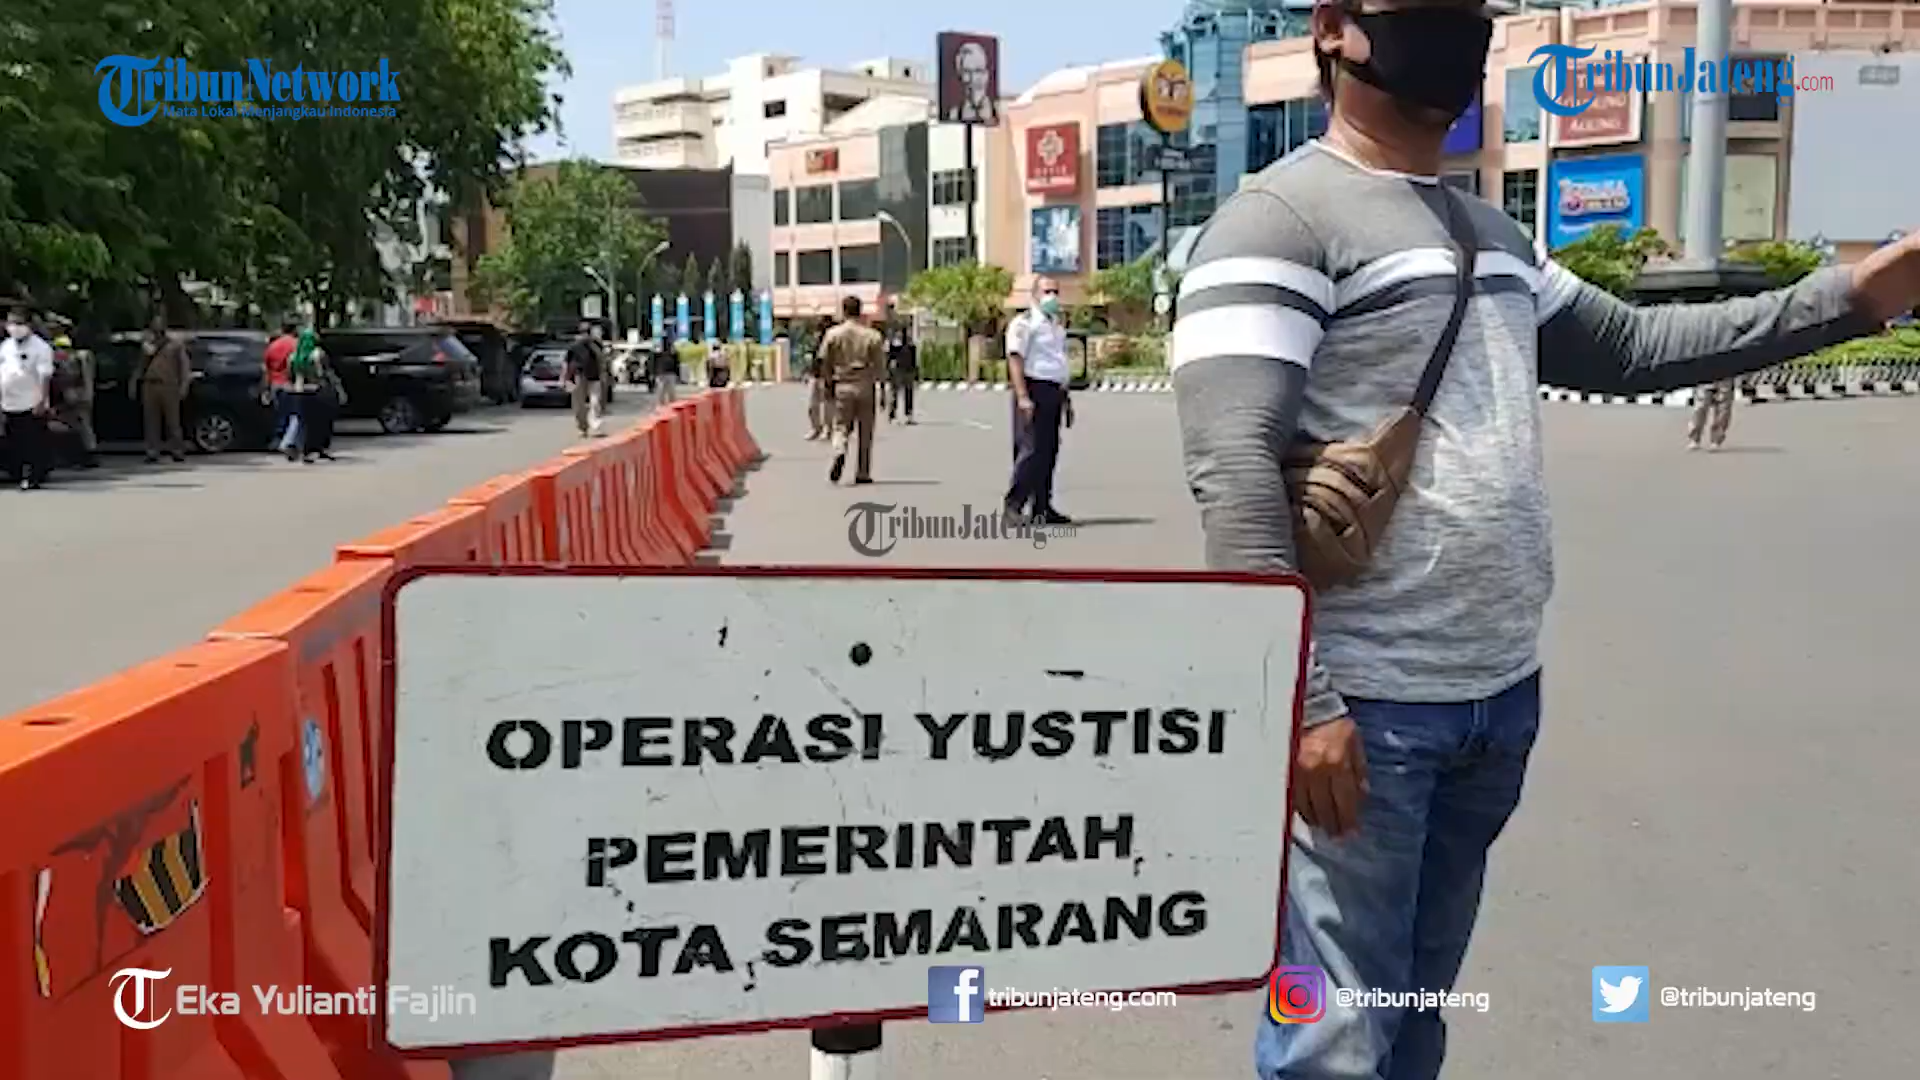 TribunNetwork
Mata Lokal Menjangkau Indonesia
TribunJateng.com
TribunJateng.com
OPERASI YUSTISI
PEMERINTAH
KOTA SEMARANG
Eka Yulianti Fajlin
tribunjateng.com
@tribunjateng
@tribunjateng